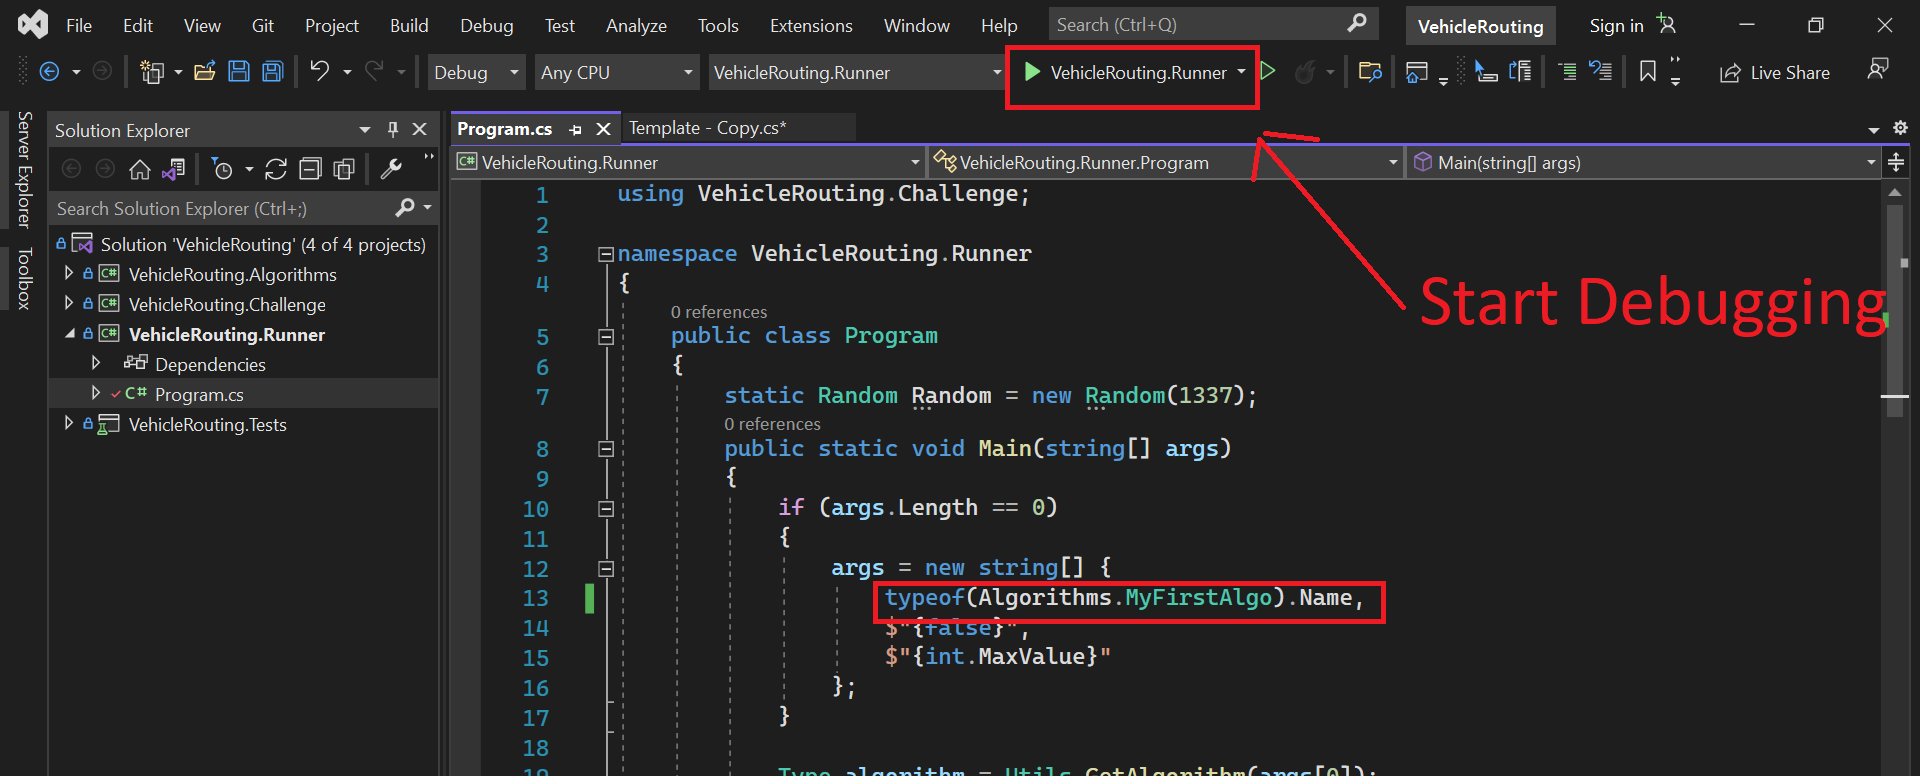 File Edit View Git Project Build Debug Test Analyze Tools Extensions Window Help Search (Ctrl+Q) VehicleRouting Sign in
Debug Any CPU VehicleRouting.Runner VehicleRouting.Runner Live Share
Server Explorer
Toolbox
Solution Explorer
Search Solution Explorer (Ctrl+;)
Solution 'VehicleRouting' (4 of 4 projects)
VehicleRouting.Algorithms
VehicleRouting.Challenge
VehicleRouting.Runner
Dependencies
C# Program.cs
VehicleRouting.Tests
Program.cs Template - Copy.cs*
VehicleRouting.Runner VehicleRouting.Runner.Program Main(string[] args)
1 using VehicleRouting.Challenge;
2
3 namespace VehicleRouting.Runner
4 {
0 references
5 public class Program
6 {
7 static Random Random = new Random(1337);
0 references
8 public static void Main(string[] args)
9 {
10 if (args.Length == 0)
11 {
12 args = new string[] {
13 typeof(Algorithms.MyFirstAlgo).Name,
14 $"{false}",
15 $"{int.MaxValue}"
16 };
17 }
18
19 Type algorithm = Utils.GetAlgorithm(args[0]);
Start Debugging